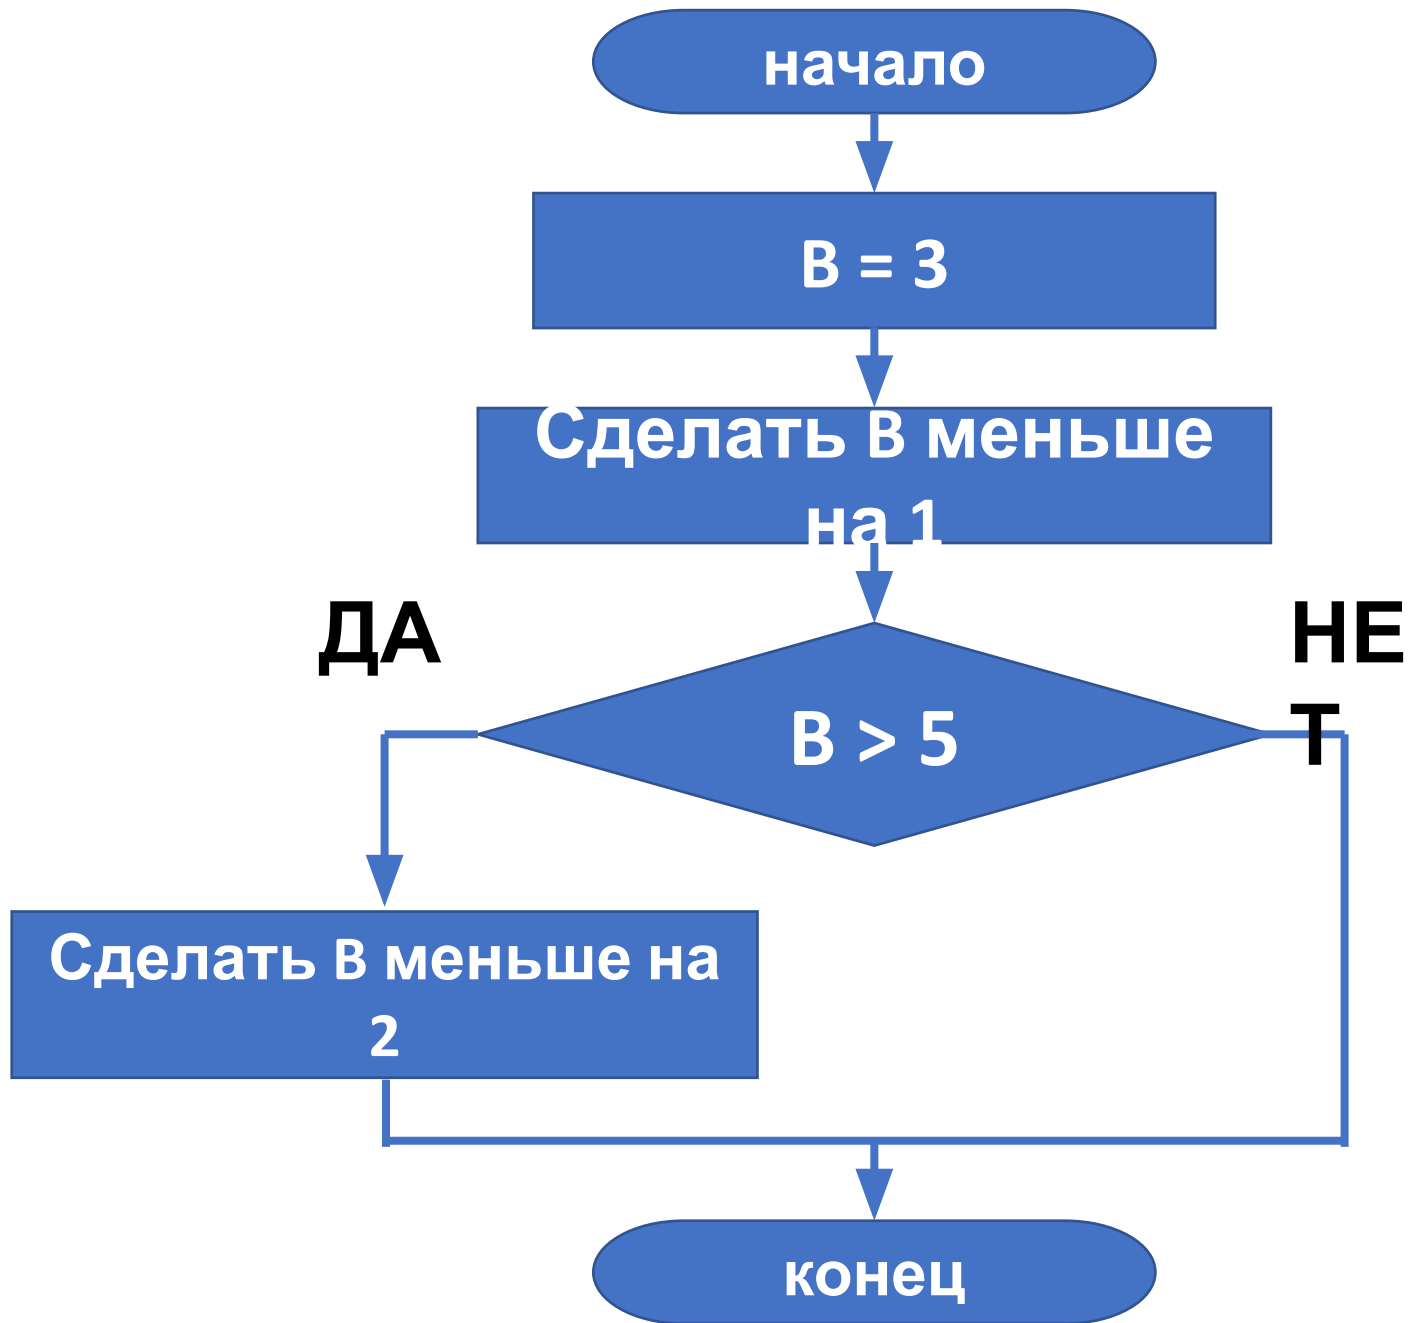 начало
B = 3
Сделать B меньше
на 1
ДА
НЕ
Т
B > 5
Сделать B меньше на
2
конец